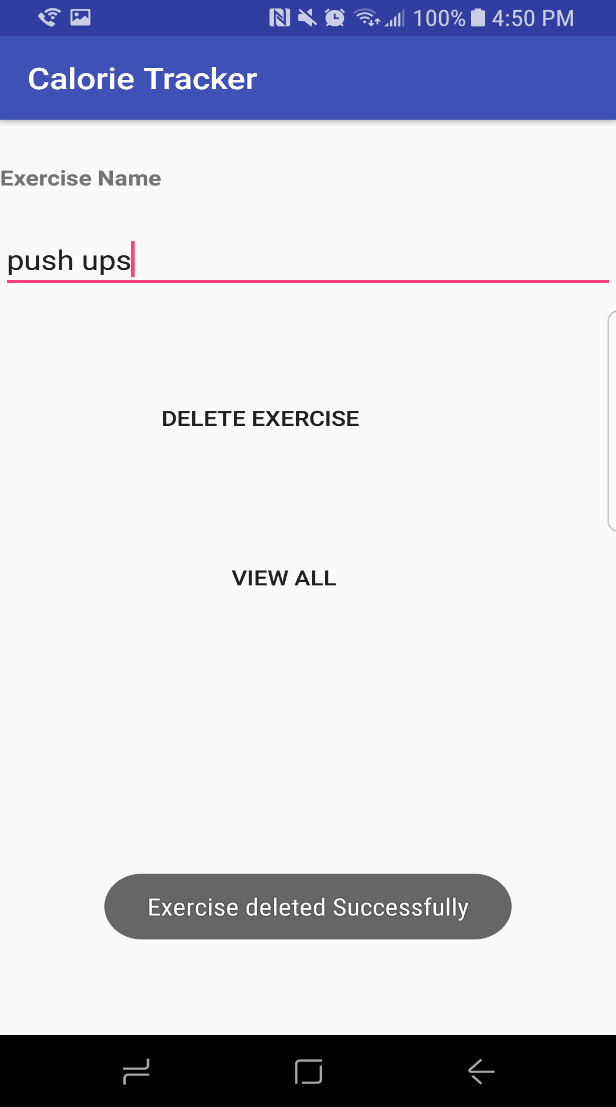 100% 4:50 PM
Calorie Tracker
Exercise Name
push ups
DELETE EXERCISE
VIEW ALL
Exercise deleted Successfully